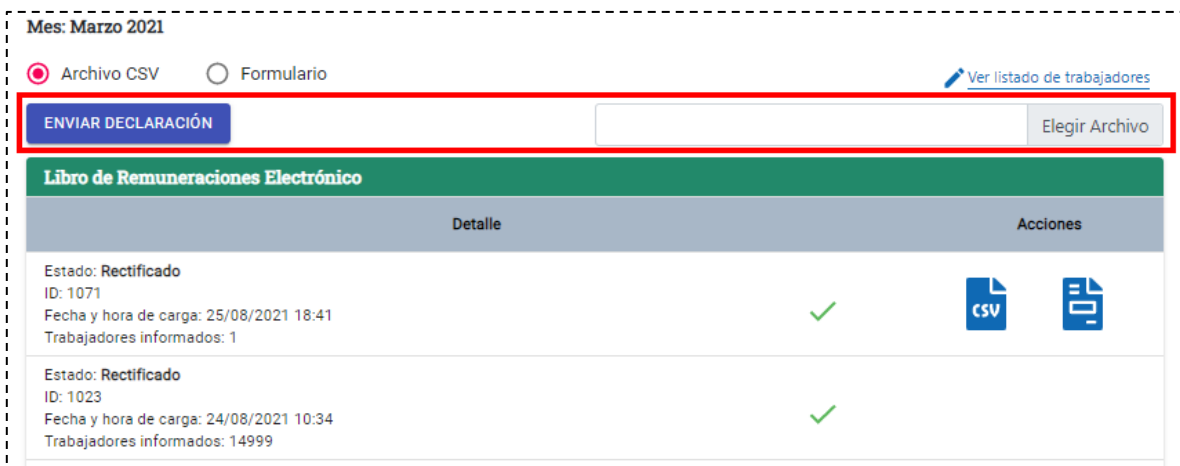 Mes: Marzo 2021
Archivo CSV Formulario Ver listado de trabajadores
ENVIAR DECLARACIÓN Elegir Archivo
Libro de Remuneraciones Electrónico
Detalle Acciones
Estado: Rectificado
ID: 1071
Fecha y hora de carga: 25/08/2021 18:41
Trabajadores informados: 1
CSV
Estado: Rectificado
ID: 1023
Fecha y hora de carga: 24/08/2021 10:34
Trabajadores informados: 14999